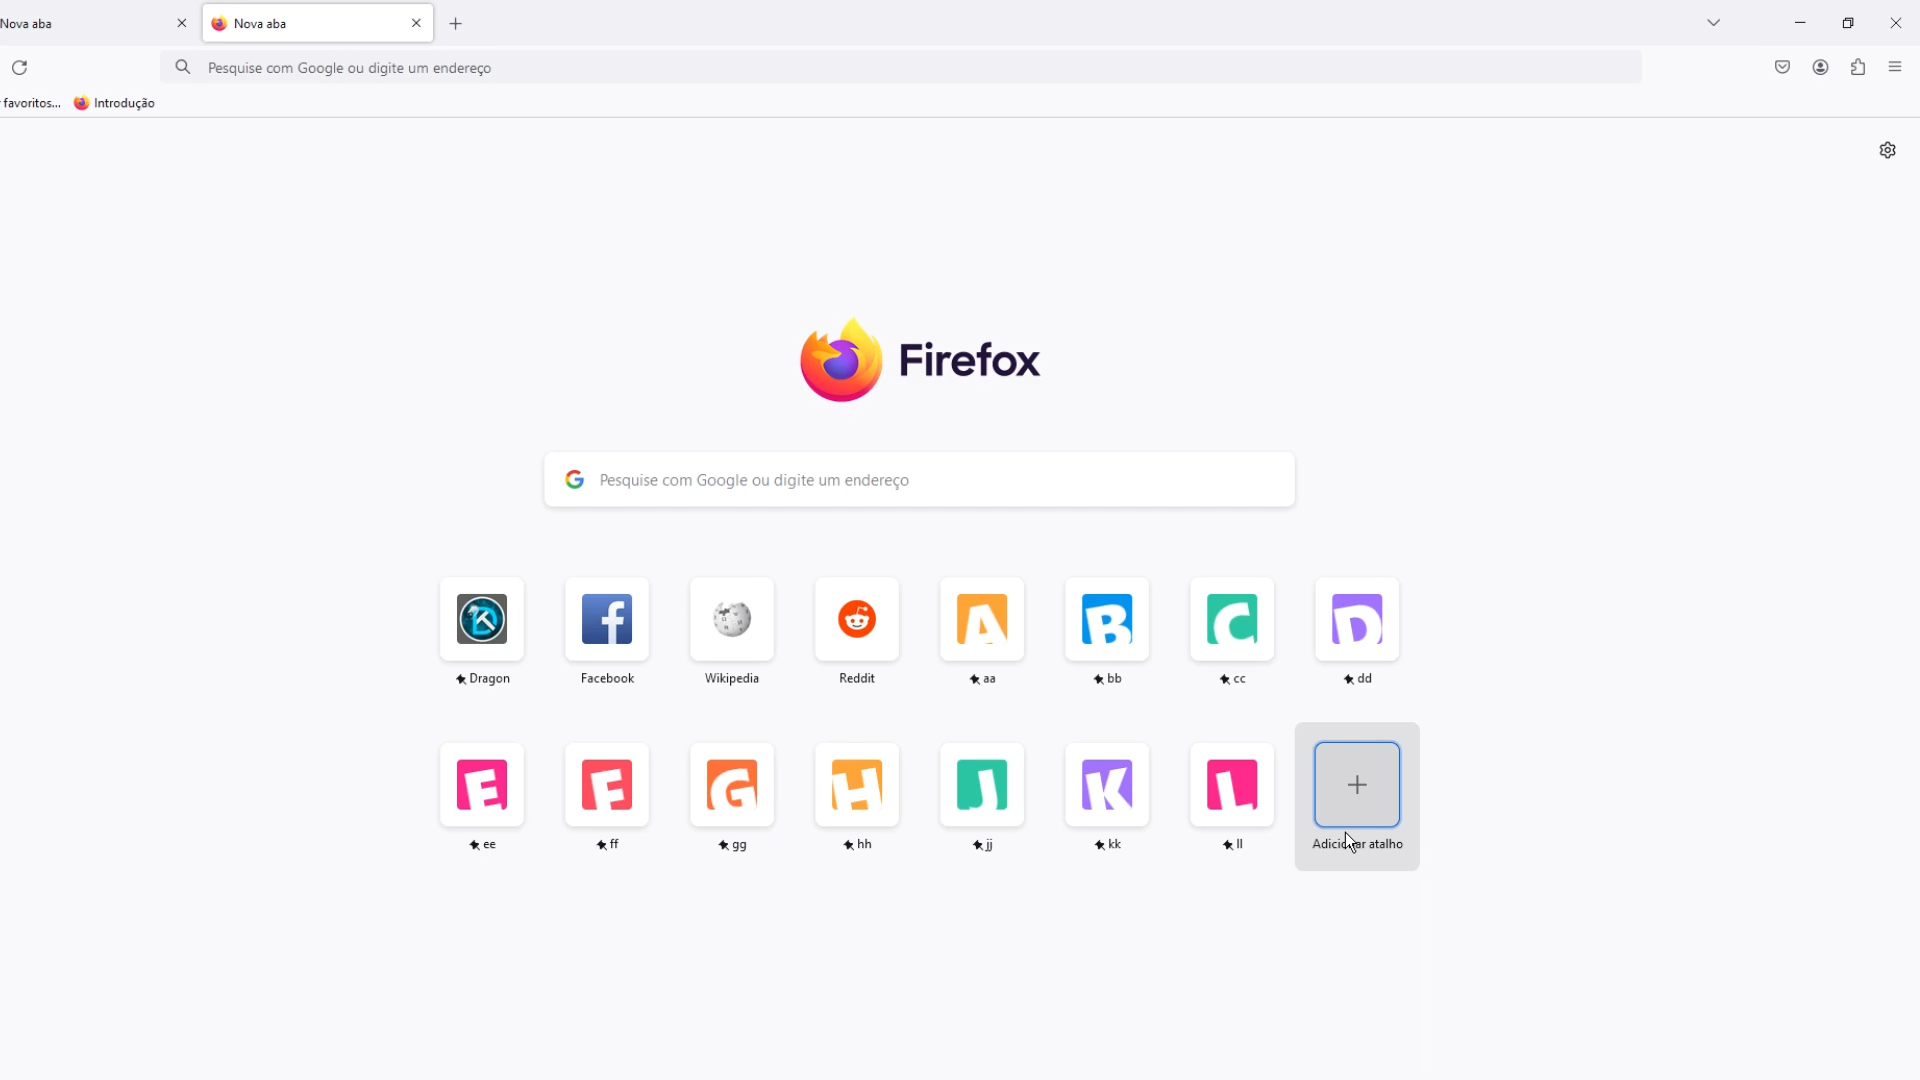 Nova aba
Nova aba
Pesquise com Google ou digite um endereço
favoritos...
Introdução
Firefox
Pesquise com Google ou digite um endereço
Dragon
Facebook
Wikipedia
Reddit
aa
bb
cc
dd
ee
ff
gg
hh
jj
kk
ll
atalho